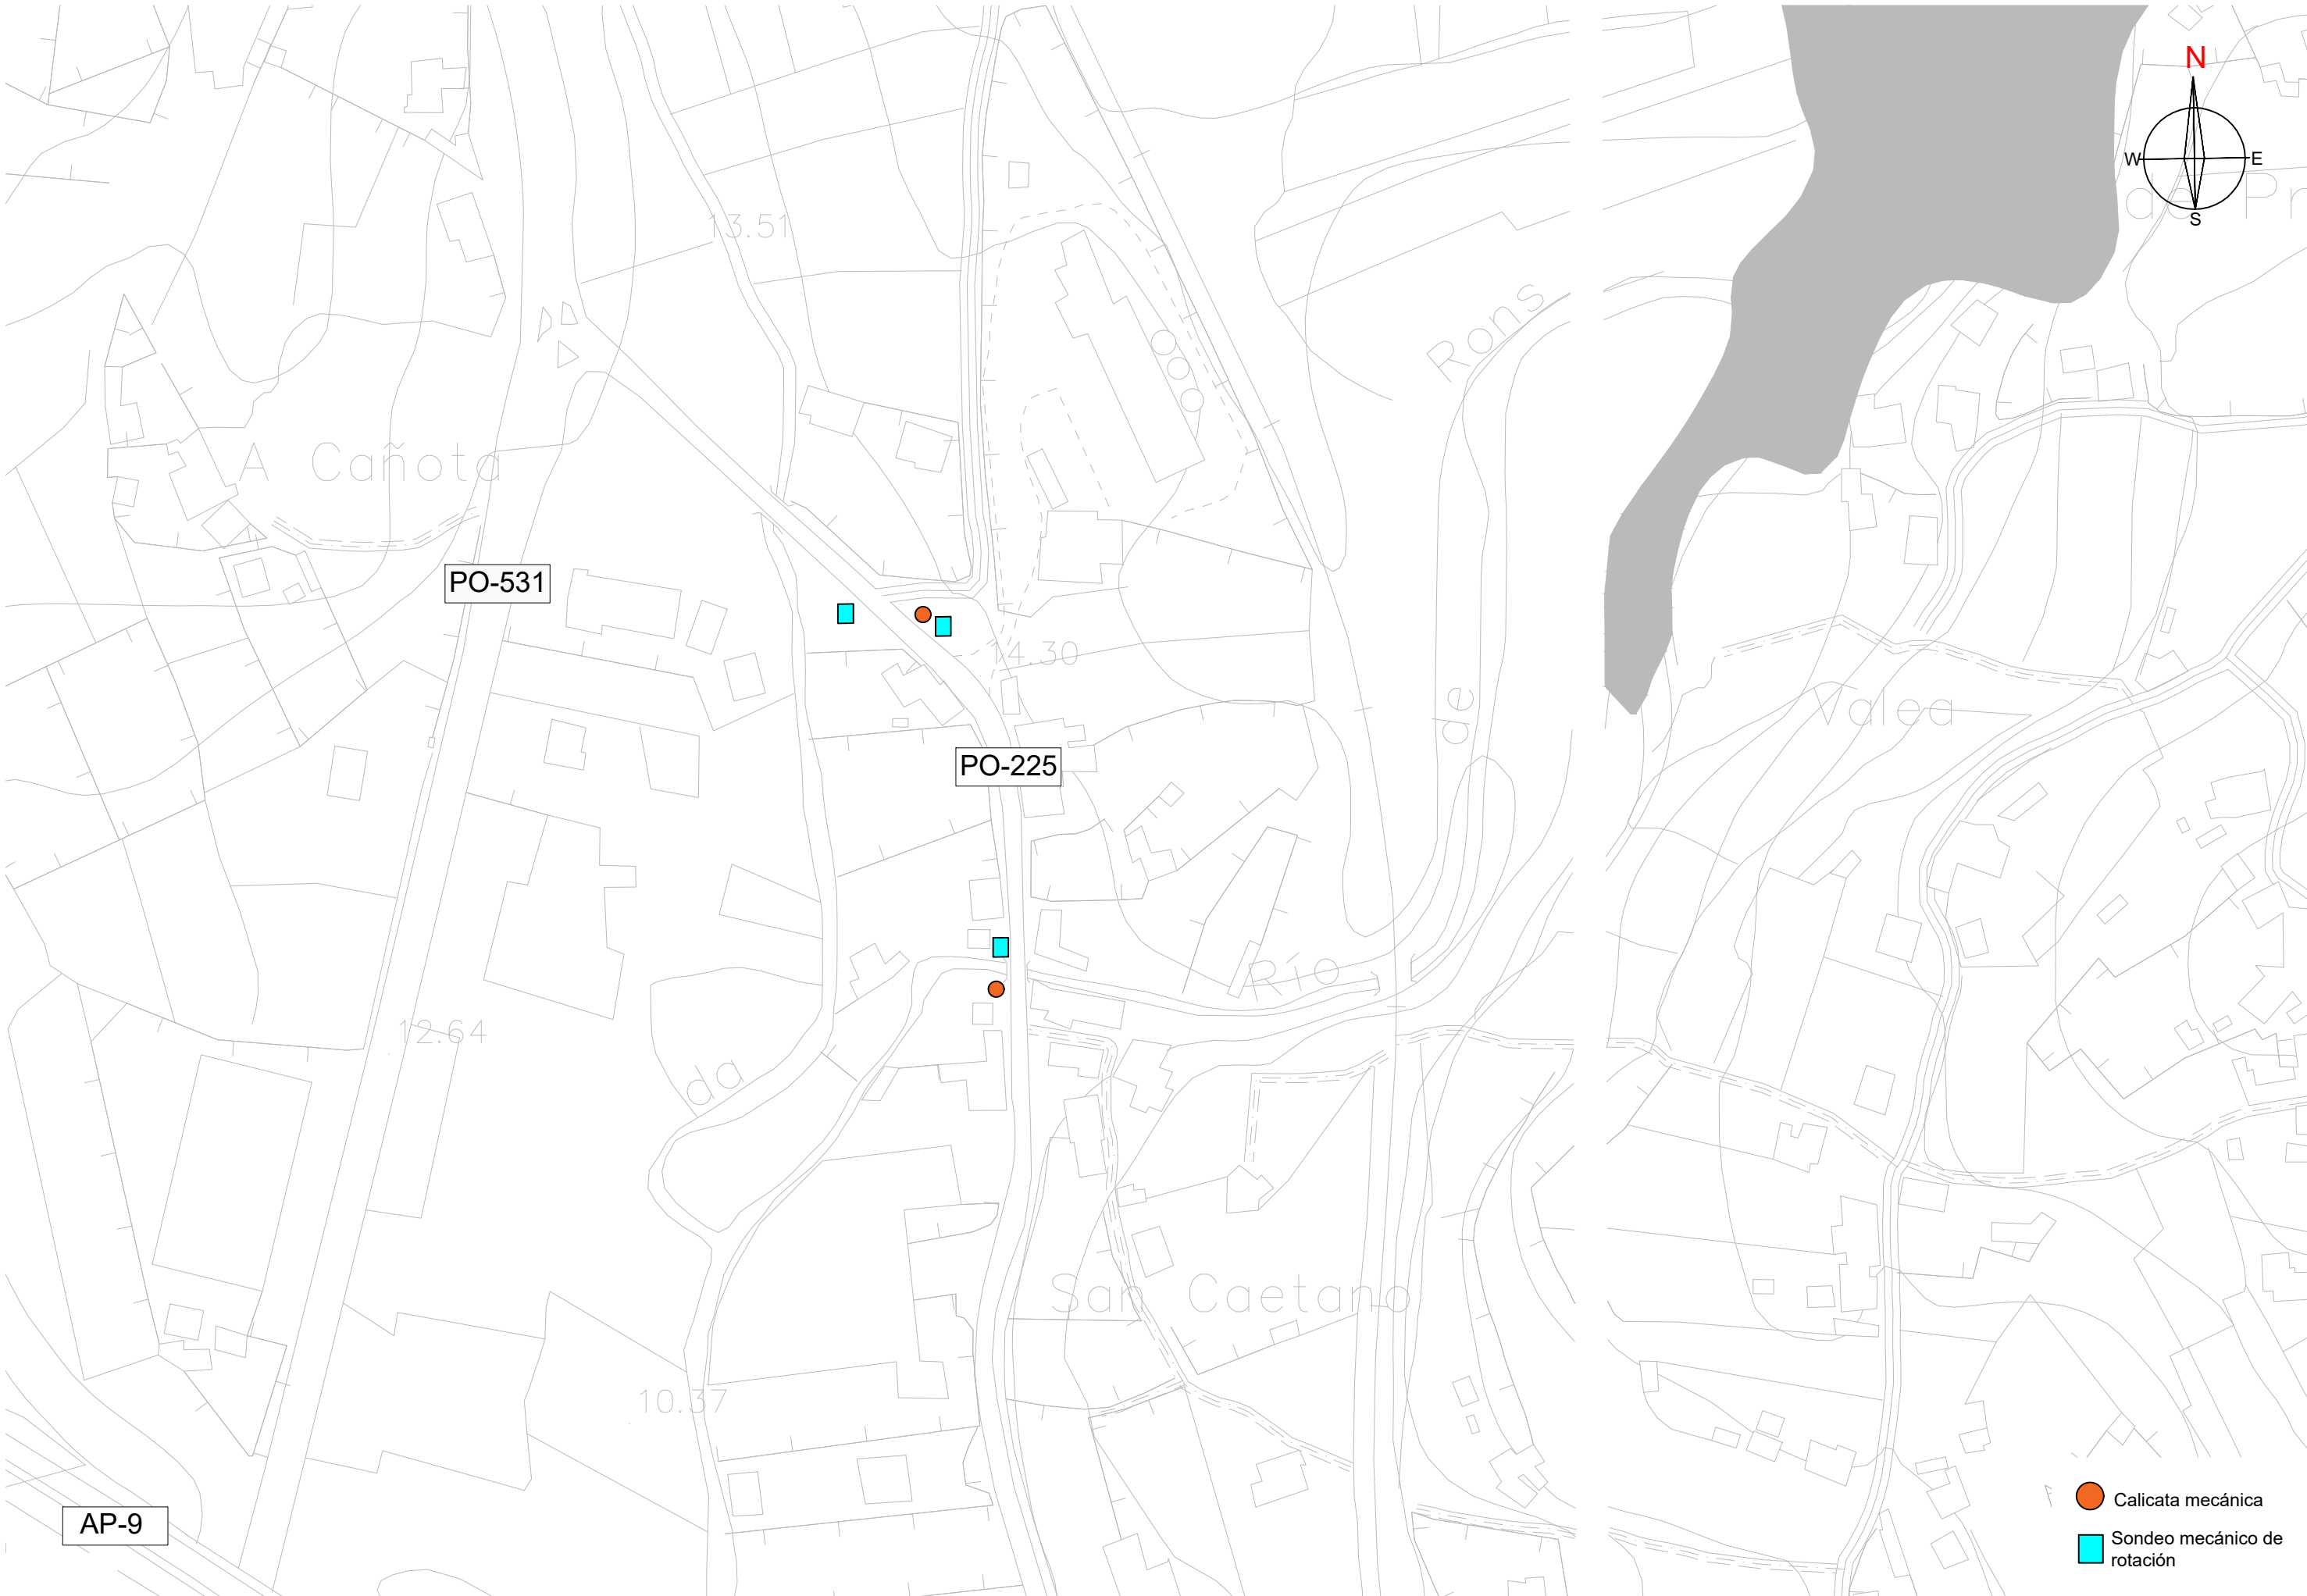 N
W
E
S
13.51
Rons
A Cañota
PO-531
14.30
de
Valea
PO-225
Río
12.64
da
San Caetano
10.37
AP-9
Calicata mecánica
Sondeo mecánico de
rotación